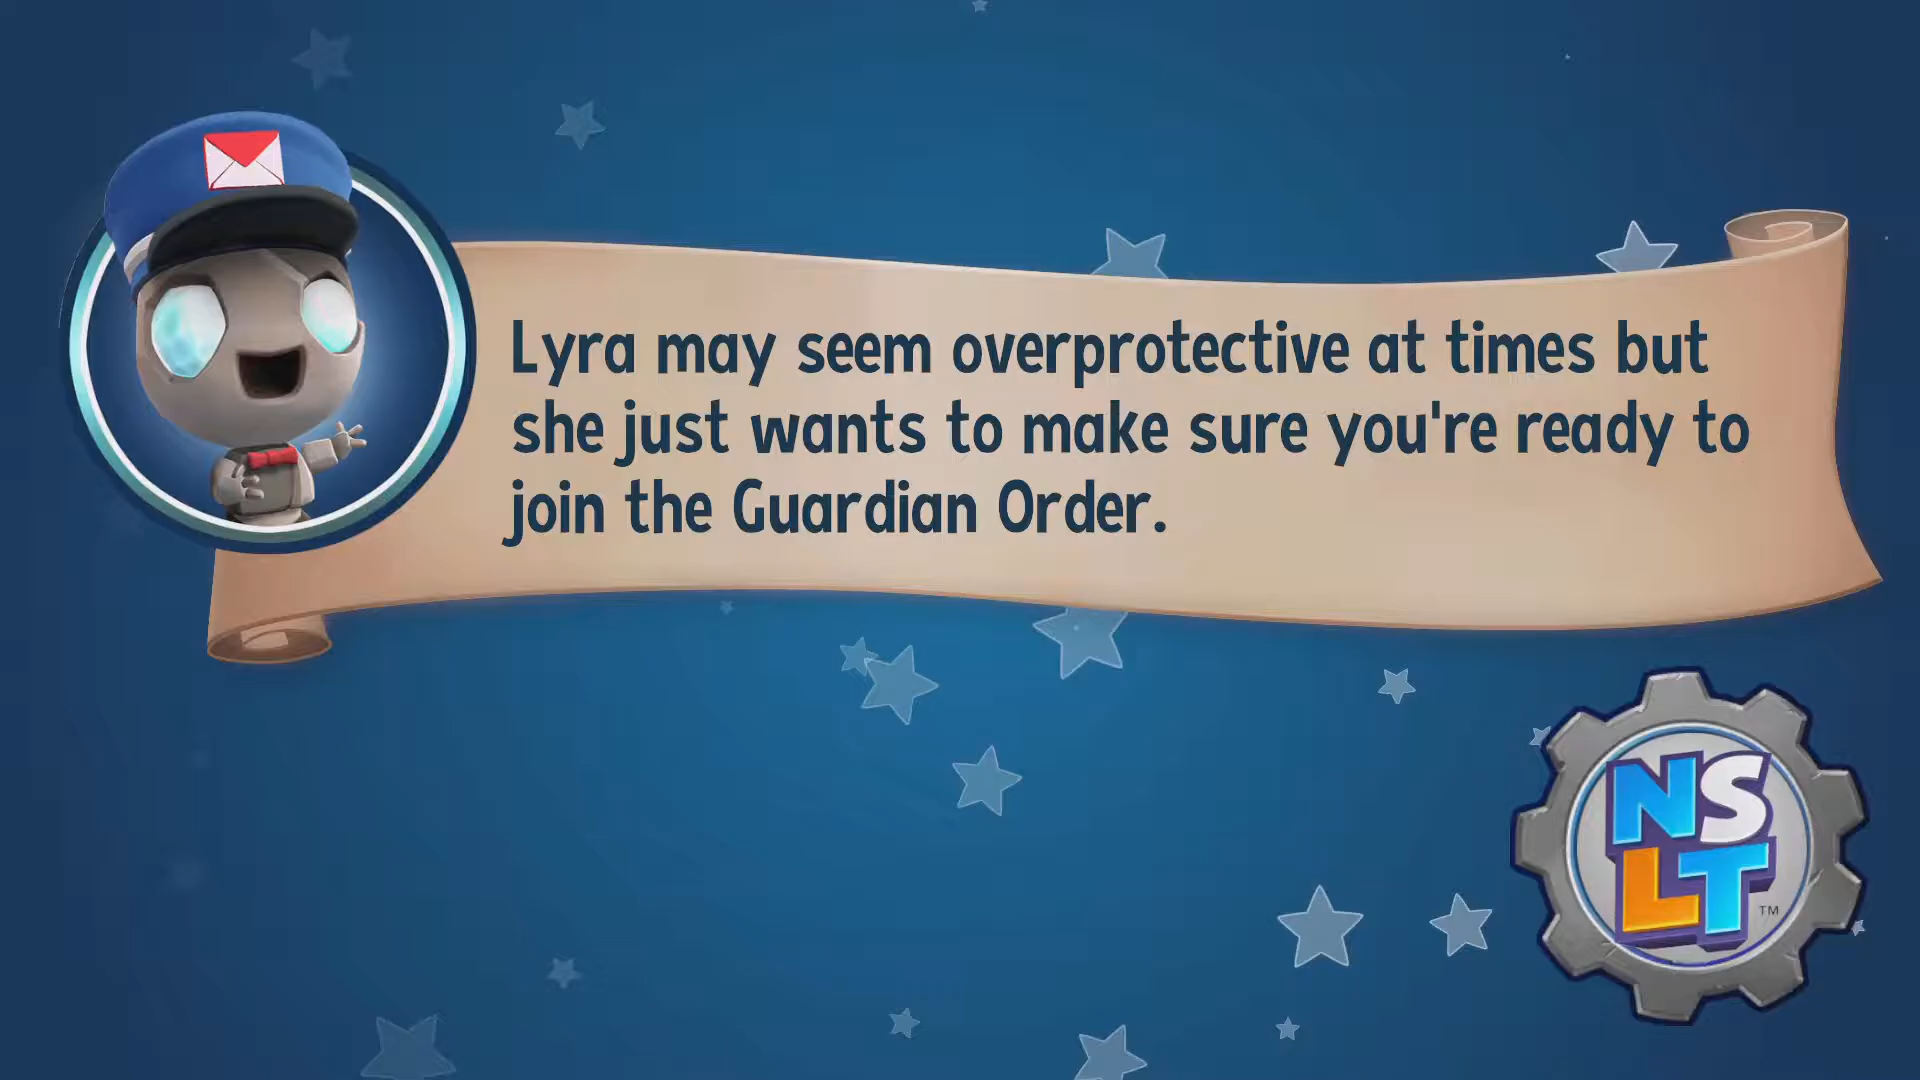 Lyra may seem overprotective at times but
she just wants to make sure you're ready to
join the Guardian Order.
NS
LT
TM